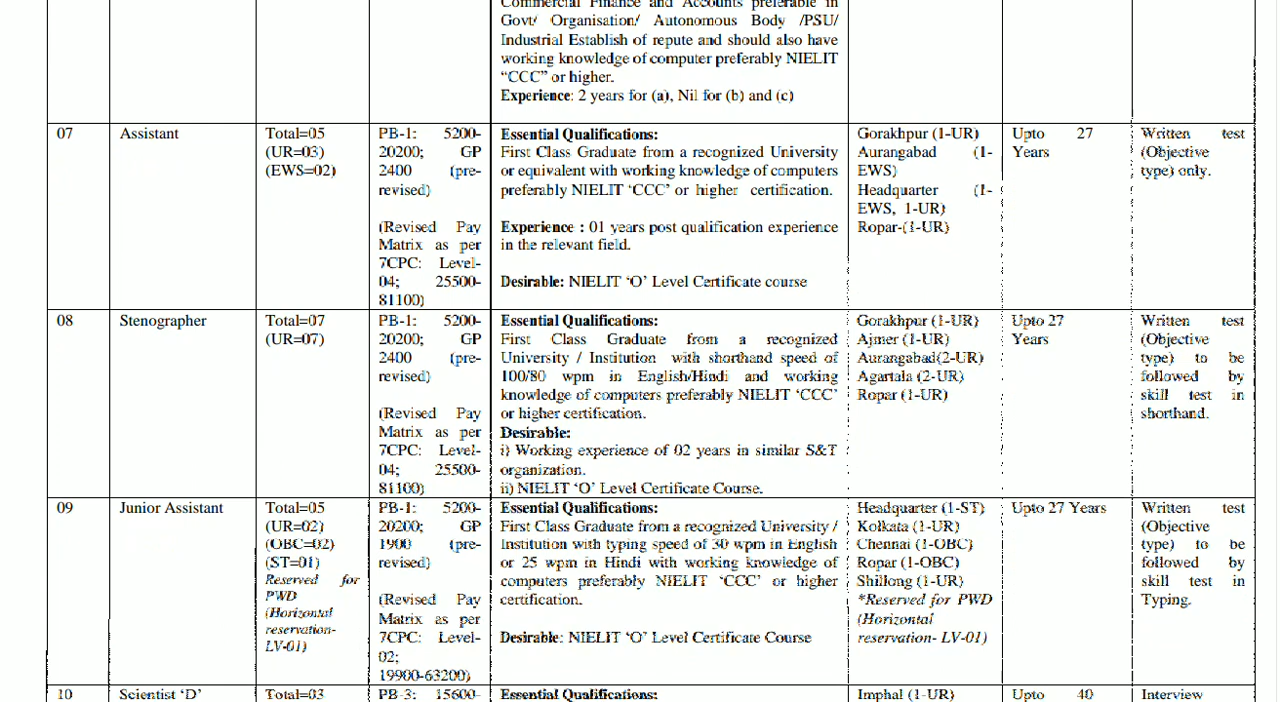 Commercial Finance and Accounts preferable in
Govt/ Organisation/ Autonomous Body /PSU/
Industrial Establish of repute and should also have
working knowledge of computer preferably NIELIT
“CCC” or higher.
Experience: 2 years for (a), Nil for (b) and (c)
07
Assistant
Total=05
(UR=03)
(EWS=02)
PB-1: 5200-
20200; GP
2400 (pre-
revised)
(Revised Pay
Matrix as per
7CPC: Level-
04; 25500-
81100)
Essential Qualifications:
First Class Graduate from a recognized University
or equivalent with working knowledge of computers
preferably NIELIT ‘CCC’ or higher certification.
Experience : 01 years post qualification experience
in the relevant field.
Desirable: NIELIT ‘O’ Level Certificate course
Gorakhpur (1-UR)
Aurangabad (1-
EWS)
Headquarter (1-
EWS, 1-UR)
Ropar-(1-UR)
Upto 27
Years
Written test
(Objective
type) only.
08
Stenographer
Total=07
(UR=07)
PB-1: 5200-
20200; GP
2400 (pre-
revised)
(Revised Pay
Matrix as per
7CPC: Level-
04; 25500-
81100)
Essential Qualifications:
First Class Graduate from a recognized
University / Institution with shorthand speed of
100/80 wpm in English/Hindi and working
knowledge of computers preferably NIELIT ‘CCC’
or higher certification.
Desirable:
i) Working experience of 02 years in similar S&T
organization.
ii) NIELIT ‘O’ Level Certificate Course.
Gorakhpur (1-UR)
Ajmer (1-UR)
Aurangabad(2-UR)
Agartala (2-UR)
Ropar (1-UR)
Upto 27
Years
Written test
(Objective
type) to be
followed by
skill test in
shorthand.
09
Junior Assistant
Total=05
(UR=02)
(OBC=02)
(ST=01)
Reserved for
PWD
(Horizontal
reservation-
LV-01)
PB-1: 5200-
20200; GP
1900 (pre-
revised)
(Revised Pay
Matrix as per
7CPC: Level-
02;
19900-63200)
Essential Qualifications:
First Class Graduate from a recognized University /
Institution with typing speed of 30 wpm in English
or 25 wpm in Hindi with working knowledge of
computers preferably NIELIT ‘CCC’ or higher
certification.
Desirable: NIELIT ‘O’ Level Certificate Course
Headquarter (1-ST)
Kolkata (1-UR)
Chennai (1-OBC)
Ropar (1-OBC)
Shillong (1-UR)
*Reserved for PWD
(Horizontal
reservation- LV-01)
Upto 27 Years
Written test
(Objective
type) to be
followed by
skill test in
Typing.
10
Scientist ‘D’
Total=03
PB-3: 15600-
Essential Qualifications:
Imphal (1-UR)
Upto 40
Interview